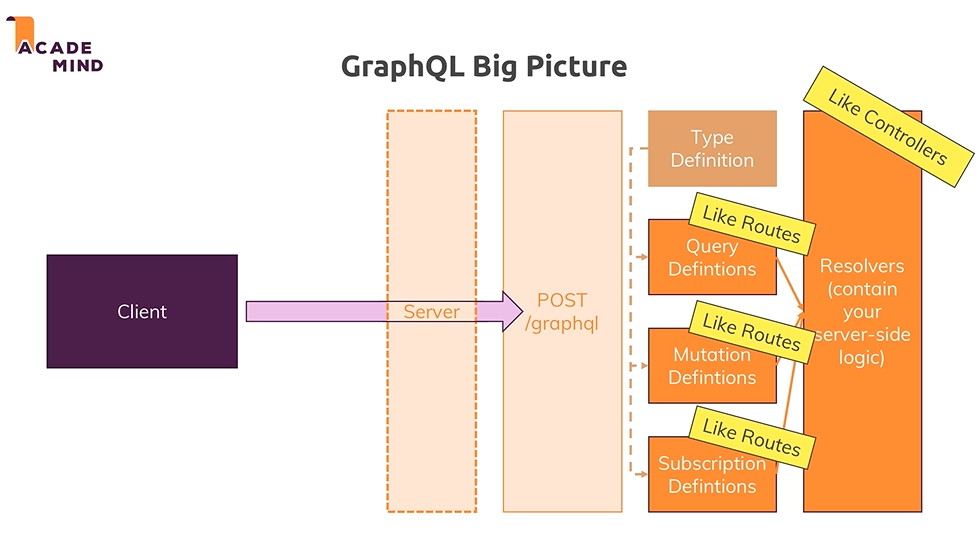 ACADE
MIND
GraphQL Big Picture
Client
Server
POST
/graphql
Type
Definition
Like Routes
Query
Defintions
Like Routes
Mutation
Defintions
Like Routes
Subscription
Defintions
Like Controllers
Resolvers
(contain
your
server-side
logic)